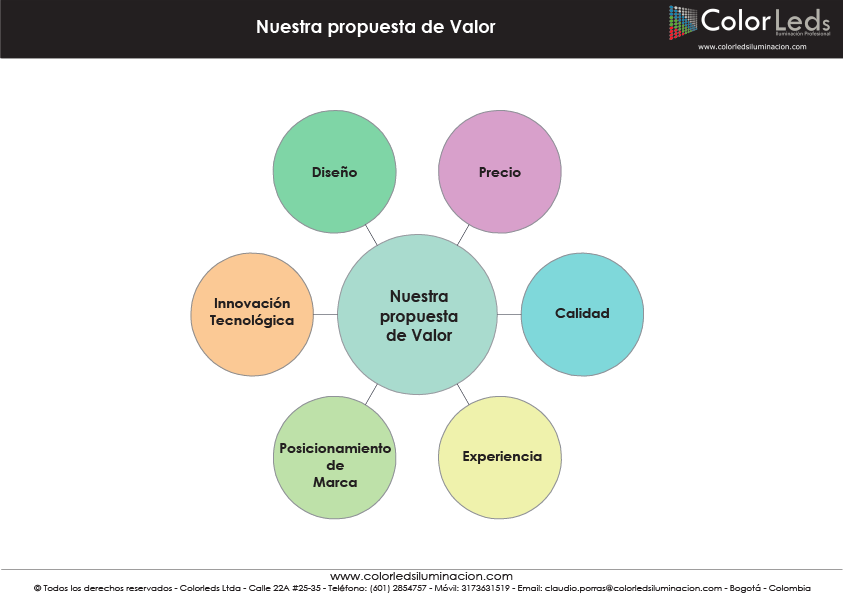 Nuestra propuesta de Valor
ColorLeds
Iluminación Profesional
www.colorledsiluminacion.com
Diseño
Precio
Innovación
Tecnológica
Nuestra
propuesta
de Valor
Calidad
Posicionamiento
de
Marca
Experiencia
www.colorledsiluminacion.com
© Todos los derechos reservados - Colorleds Ltda - Calle 22A #25-35 - Teléfono: (601) 2854757 - Móvil: 3173631519 - Email: claudio.porras@colorledsiluminacion.com - Bogotá - Colombia